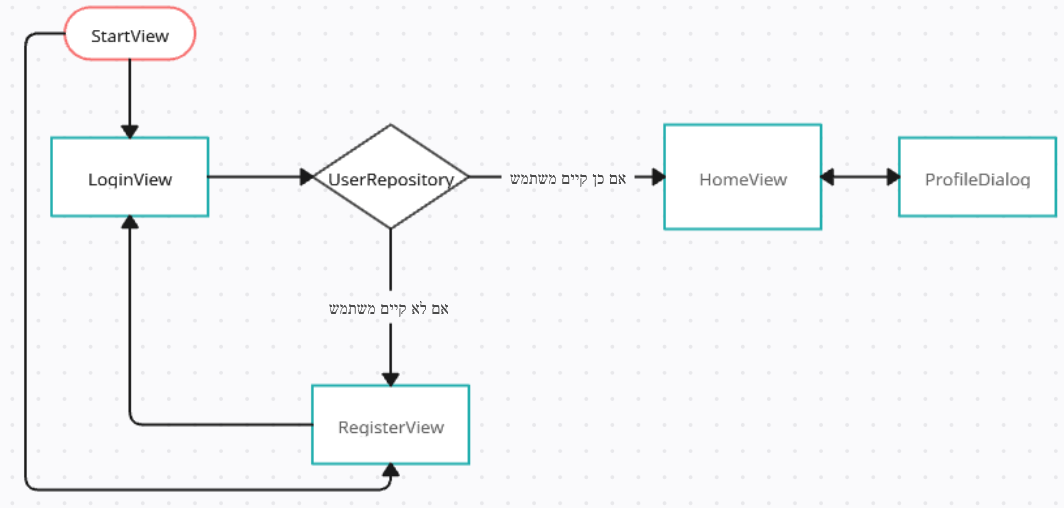 StartView
LoginView
UserRepository
אם כן קיים משתמש
HomeView
ProfileDialog
אם לא קיים משתמש
RegisterView